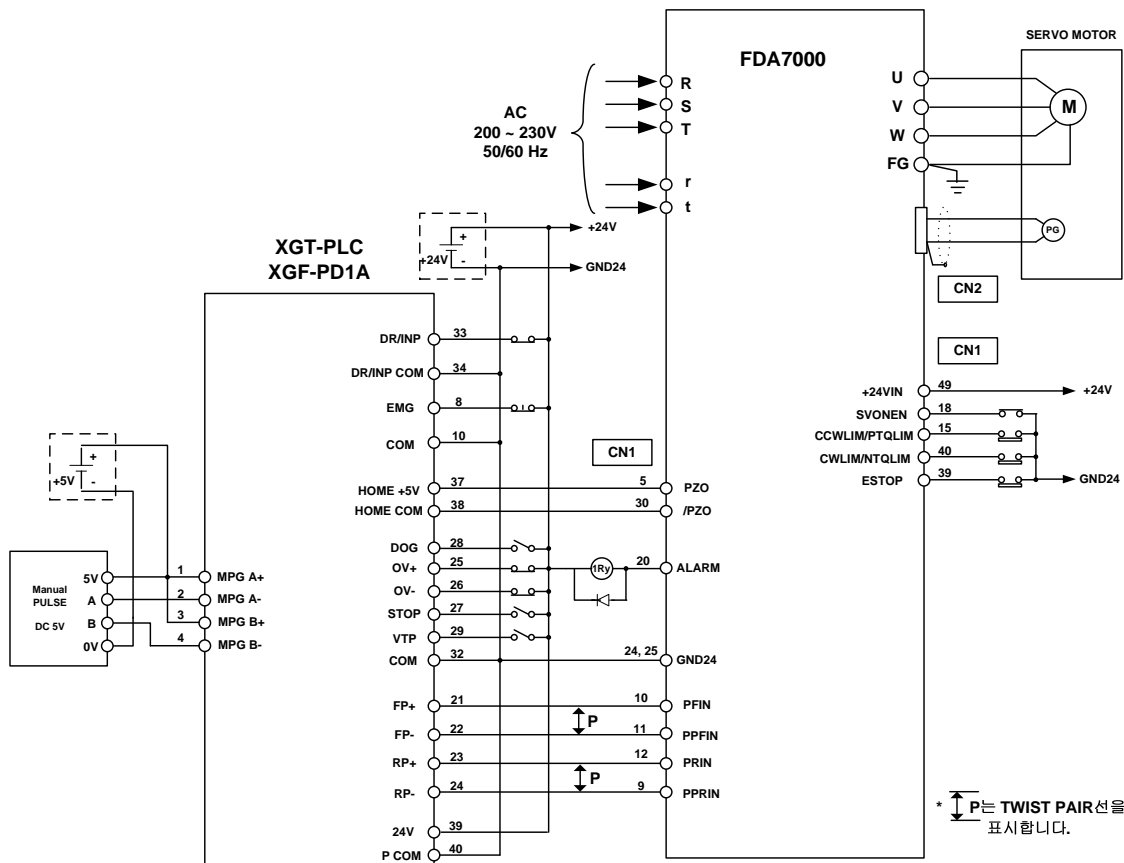 SERVO MOTOR
FDA7000
R
S
T
r
t
AC
200 ~ 230V
50/60 Hz
U
V
W
FG
M
PG
CN2
CN1
XGT-PLC
XGF-PD1A
+
+24V
-
+24V
GND24
DR/INP 33
DR/INP COM 34
EMG 8
COM 10
HOME +5V 37
HOME COM 38
DOG 28
OV+ 25
OV- 26
STOP 27
VTP 29
COM 32
FP+ 21
FP- 22
RP+ 23
RP- 24
24V 39
P COM 40
CN1
5 PZO
30 /PZO
1Ry
20 ALARM
24, 25 GND24
10 PFIN
P
11 PPFIN
12 PRIN
P
9 PPRIN
+24VIN 49 +24V
SVONEN 18
CCWLIM/PTQLIM 15
CWLIM/NTQLIM 40
ESTOP 39 GND24
+
+5V
-
Manual
PULSE
DC 5V
5V
A
B
0V
1 MPG A+
2 MPG A-
3 MPG B+
4 MPG B-
* P는 TWIST PAIR선을
표시합니다.